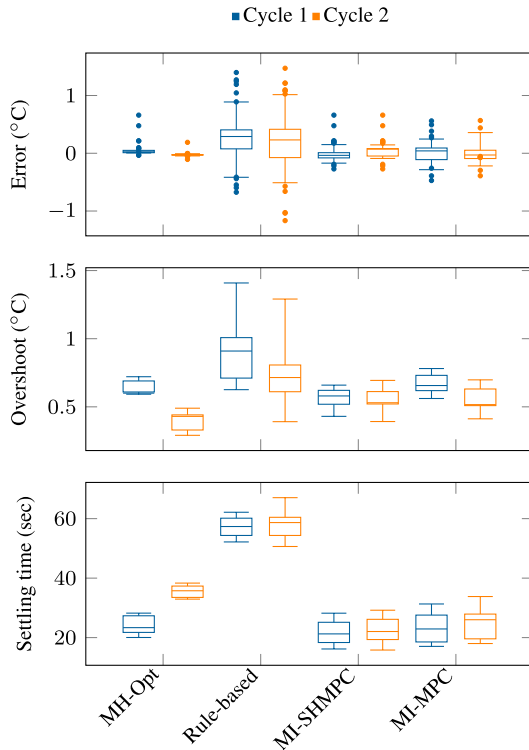 Cycle 1 Cycle 2
Error (°C)
1
0
−1
Overshoot (°C)
1.5
1
0.5
Settling time (sec)
60
40
20
MH-Opt
Rule-based
MI-SHMPC
MI-MPC